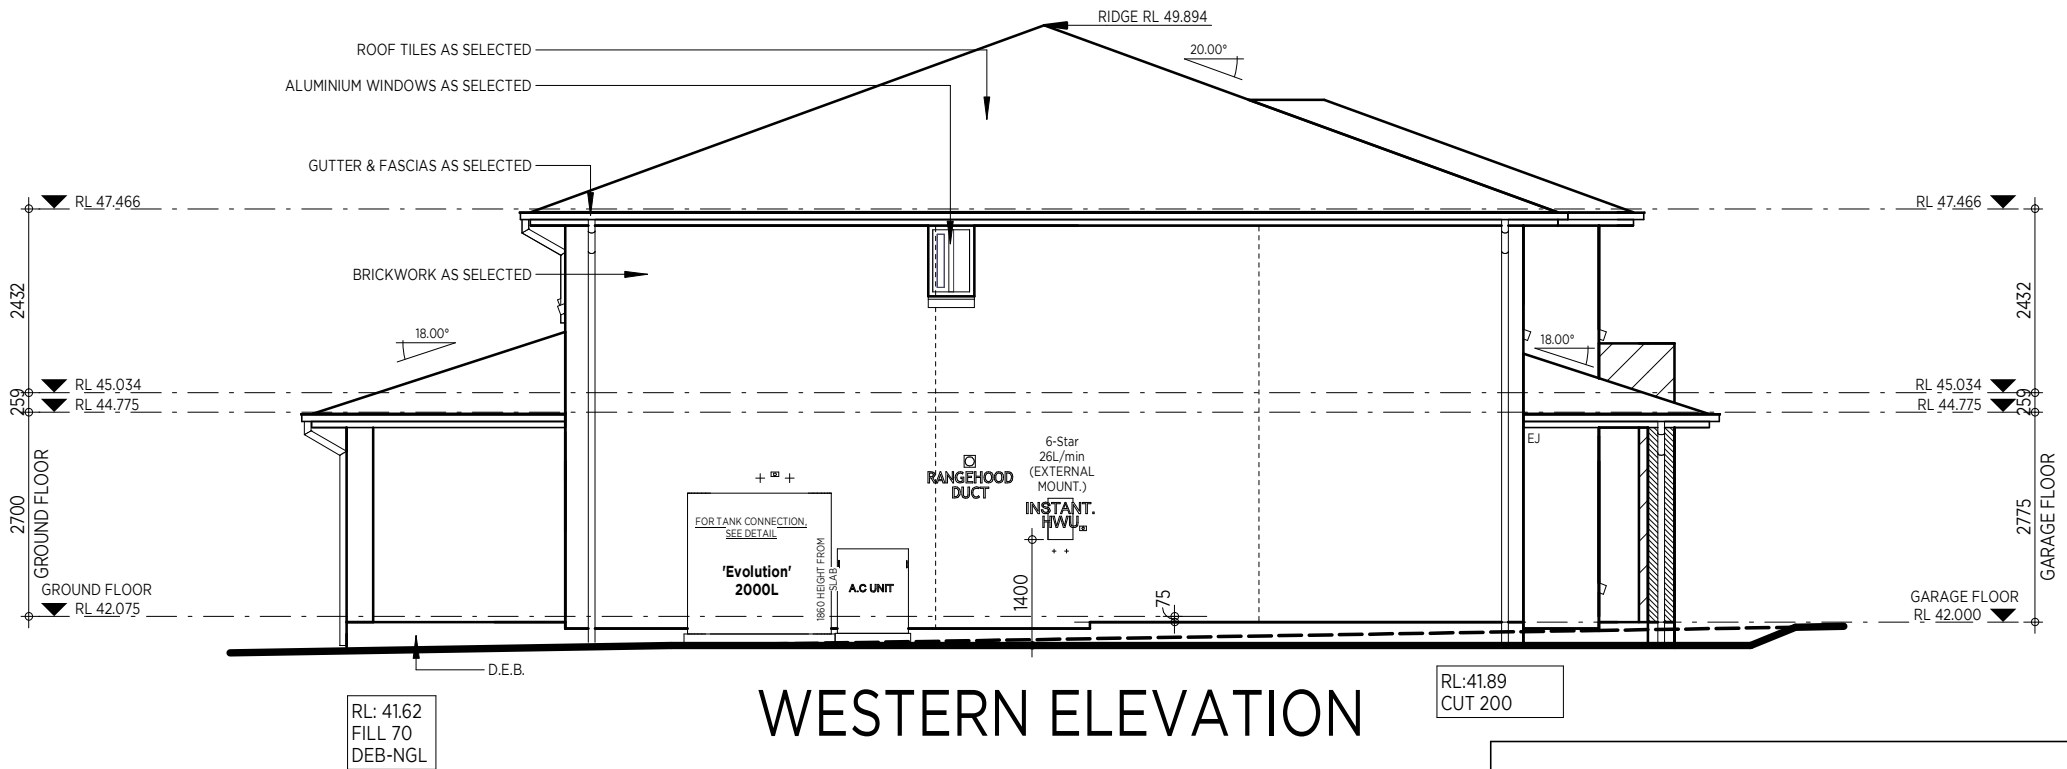 RIDGE RL 49.894
ROOF TILES AS SELECTED
20.00°
ALUMINIUM WINDOWS AS SELECTED
GUTTER & FASCIAS AS SELECTED
RL 47.466
RL 47.466
BRICKWORK AS SELECTED
2432
2432
18.00°
18.00°
RL 45.034
RL 45.034
259
259
RL 44.775
RL 44.775
EJ
6-Star
26L/min
(EXTERNAL
MOUNT.)
INSTANT.
HWU
RANGEHOOD
DUCT
2700
GROUND FLOOR
2775
GARAGE FLOOR
FOR TANK CONNECTION,
SEE DETAIL
'Evolution'
2000L
1860 HEIGHT FROM
SLAB
A.C UNIT
1400
75
GROUND FLOOR
RL 42.075
GARAGE FLOOR
RL 42.000
D.E.B.
RL: 41.62
FILL 70
DEB-NGL
WESTERN ELEVATION
RL:41.89
CUT 200